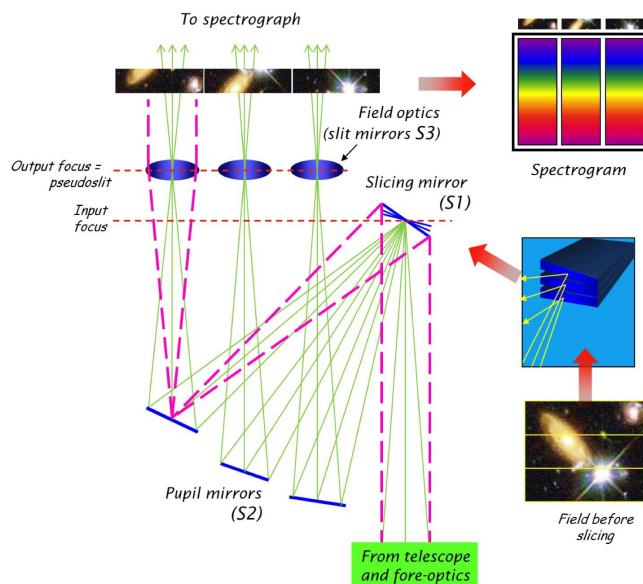 To spectrograph
Field optics
(slit mirrors S3)
Output focus =
pseudoslit
Slicing mirror
(S1)
Input
focus
Spectrogram
Pupil mirrors
(S2)
Field before
slicing
From telescope
and fore-optics